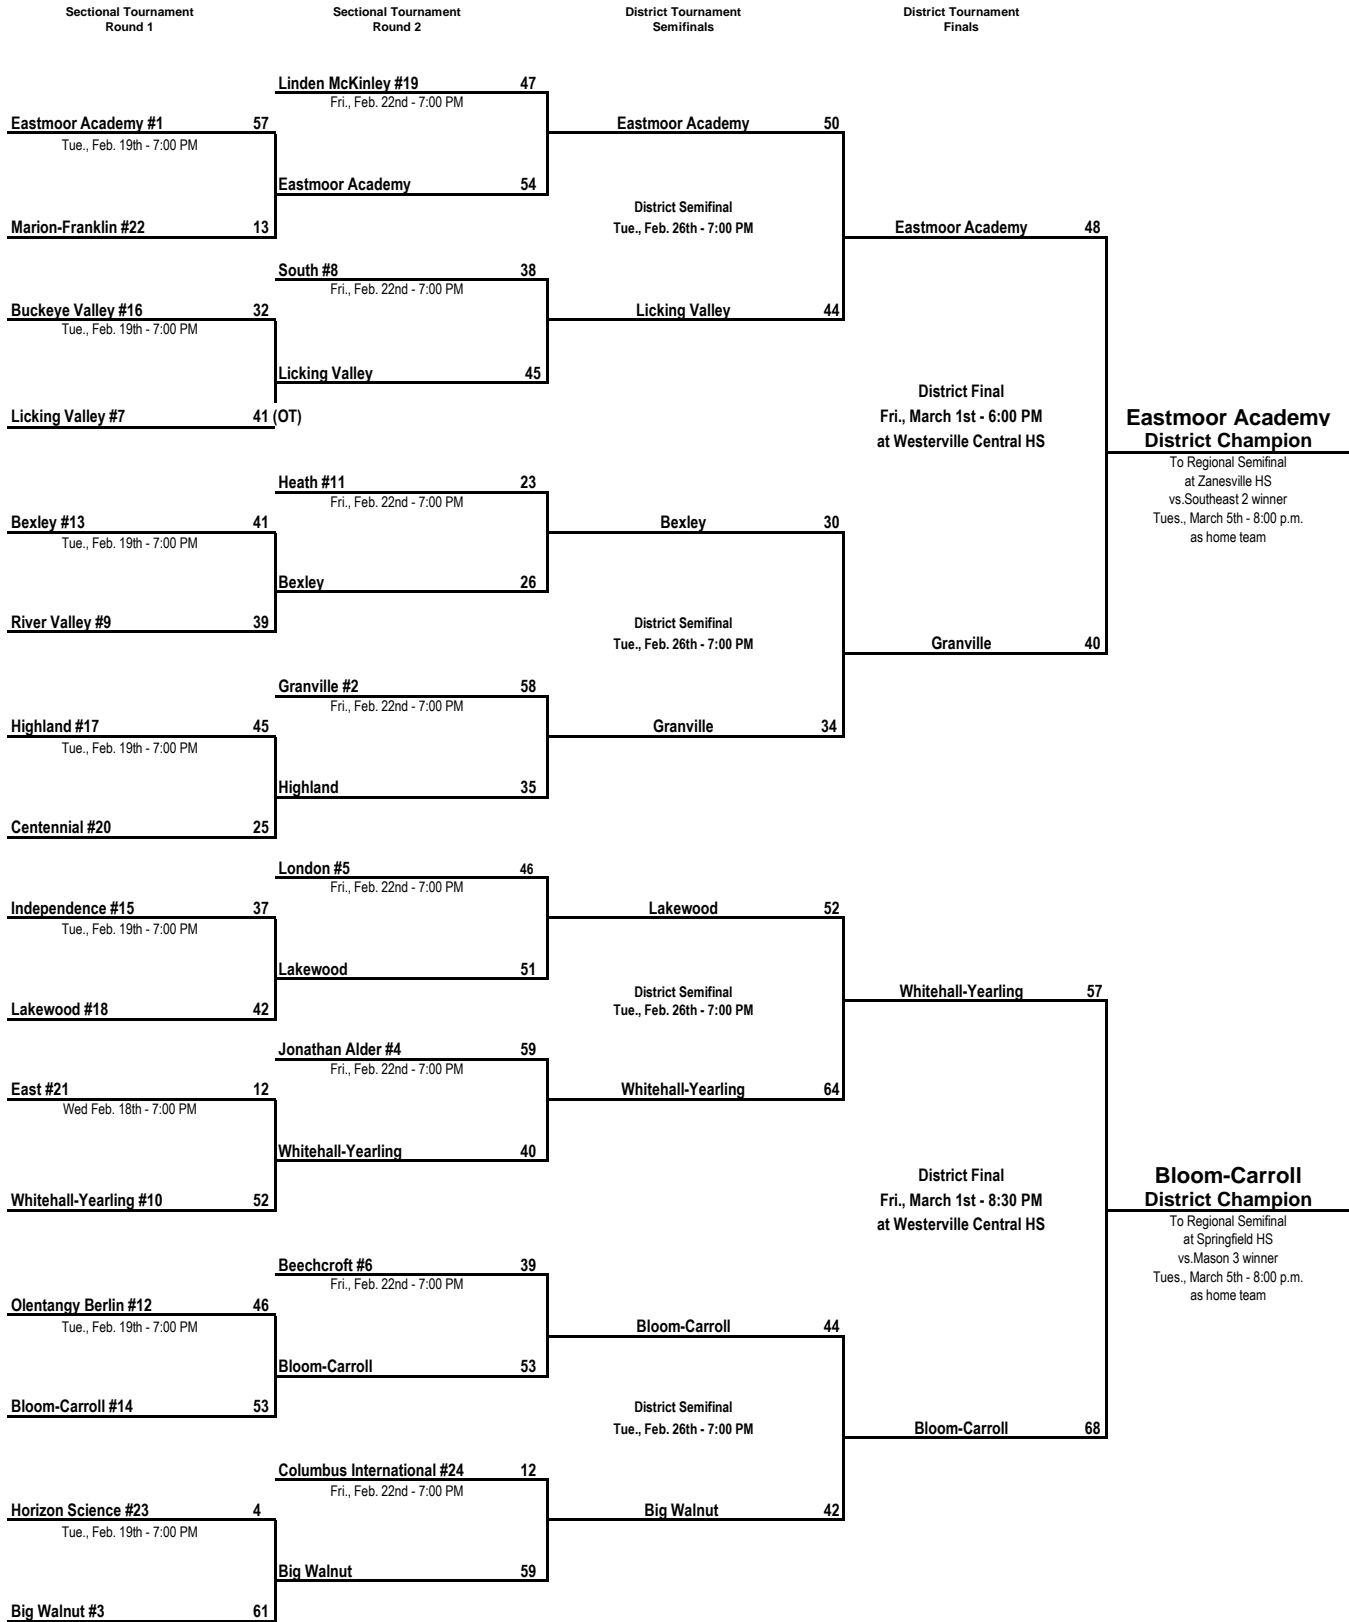 Sectional Tournament
Round 1
Sectional Tournament
Round 2
District Tournament
Semifinals
District Tournament
Finals
Linden McKinley #19 47
Fri., Feb. 22nd - 7:00 PM
Eastmoor Academy #1 57
Tue., Feb. 19th - 7:00 PM
Eastmoor Academy 50
Eastmoor Academy 54
District Semifinal
Tue., Feb. 26th - 7:00 PM
Marion-Franklin #22 13
Eastmoor Academy 48
South #8 38
Fri., Feb. 22nd - 7:00 PM
Buckeye Valley #16 32
Tue., Feb. 19th - 7:00 PM
Licking Valley 44
Licking Valley 45
Licking Valley #7 41 (OT)
District Final
Fri., March 1st - 6:00 PM
at Westerville Central HS
Eastmoor Academy
District Champion
To Regional Semifinal
at Zanesville HS
vs.Southeast 2 winner
Tues., March 5th - 8:00 p.m.
as home team
Heath #11 23
Fri., Feb. 22nd - 7:00 PM
Bexley #13 41
Tue., Feb. 19th - 7:00 PM
Bexley 30
Bexley 26
River Valley #9 39
District Semifinal
Tue., Feb. 26th - 7:00 PM
Granville 40
Granville #2 58
Fri., Feb. 22nd - 7:00 PM
Highland #17 45
Tue., Feb. 19th - 7:00 PM
Granville 34
Highland 35
Centennial #20 25
London #5 46
Fri., Feb. 22nd - 7:00 PM
Independence #15 37
Tue., Feb. 19th - 7:00 PM
Lakewood 52
Lakewood 51
Lakewood #18 42
District Semifinal
Tue., Feb. 26th - 7:00 PM
Whitehall-Yearling 57
Jonathan Alder #4 59
Fri., Feb. 22nd - 7:00 PM
East #21 12
Wed Feb. 18th - 7:00 PM
Whitehall-Yearling 64
Whitehall-Yearling 40
Whitehall-Yearling #10 52
District Final
Fri., March 1st - 8:30 PM
at Westerville Central HS
Bloom-Carroll
District Champion
To Regional Semifinal
at Springfield HS
vs.Mason 3 winner
Tues., March 5th - 8:00 p.m.
as home team
Beechcroft #6 39
Fri., Feb. 22nd - 7:00 PM
Olentangy Berlin #12 46
Tue., Feb. 19th - 7:00 PM
Bloom-Carroll 44
Bloom-Carroll 53
Bloom-Carroll #14 53
District Semifinal
Tue., Feb. 26th - 7:00 PM
Bloom-Carroll 68
Columbus International #24 12
Fri., Feb. 22nd - 7:00 PM
Horizon Science #23 4
Tue., Feb. 19th - 7:00 PM
Big Walnut 42
Big Walnut 59
Big Walnut #3 61